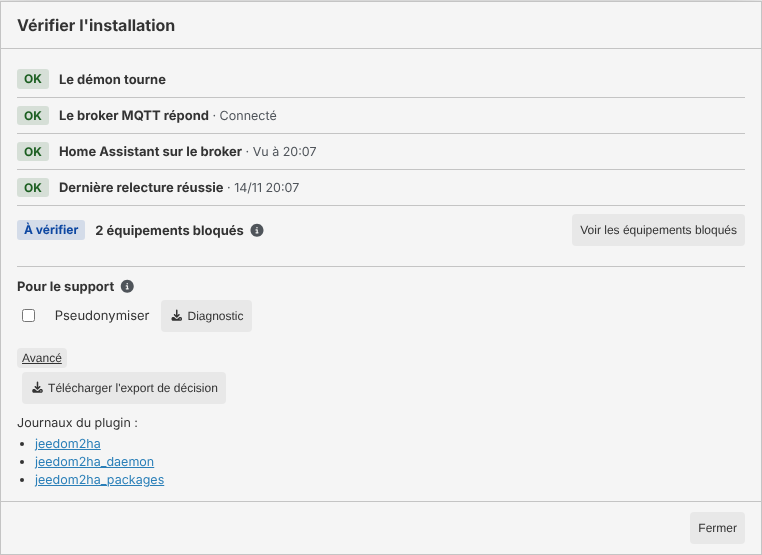 Vérifier l'installation
OK Le démon tourne
OK Le broker MQTT répond · Connecté
OK Home Assistant sur le broker · Vu à 20:07
OK Dernière relecture réussie · 14/11 20:07
À vérifier 2 équipements bloqués Voir les équipements bloqués
Pour le support
Pseudonymiser Diagnostic
Avancé
Télécharger l'export de décision
Journaux du plugin :
jeedom2ha
jeedom2ha_daemon
jeedom2ha_packages
Fermer